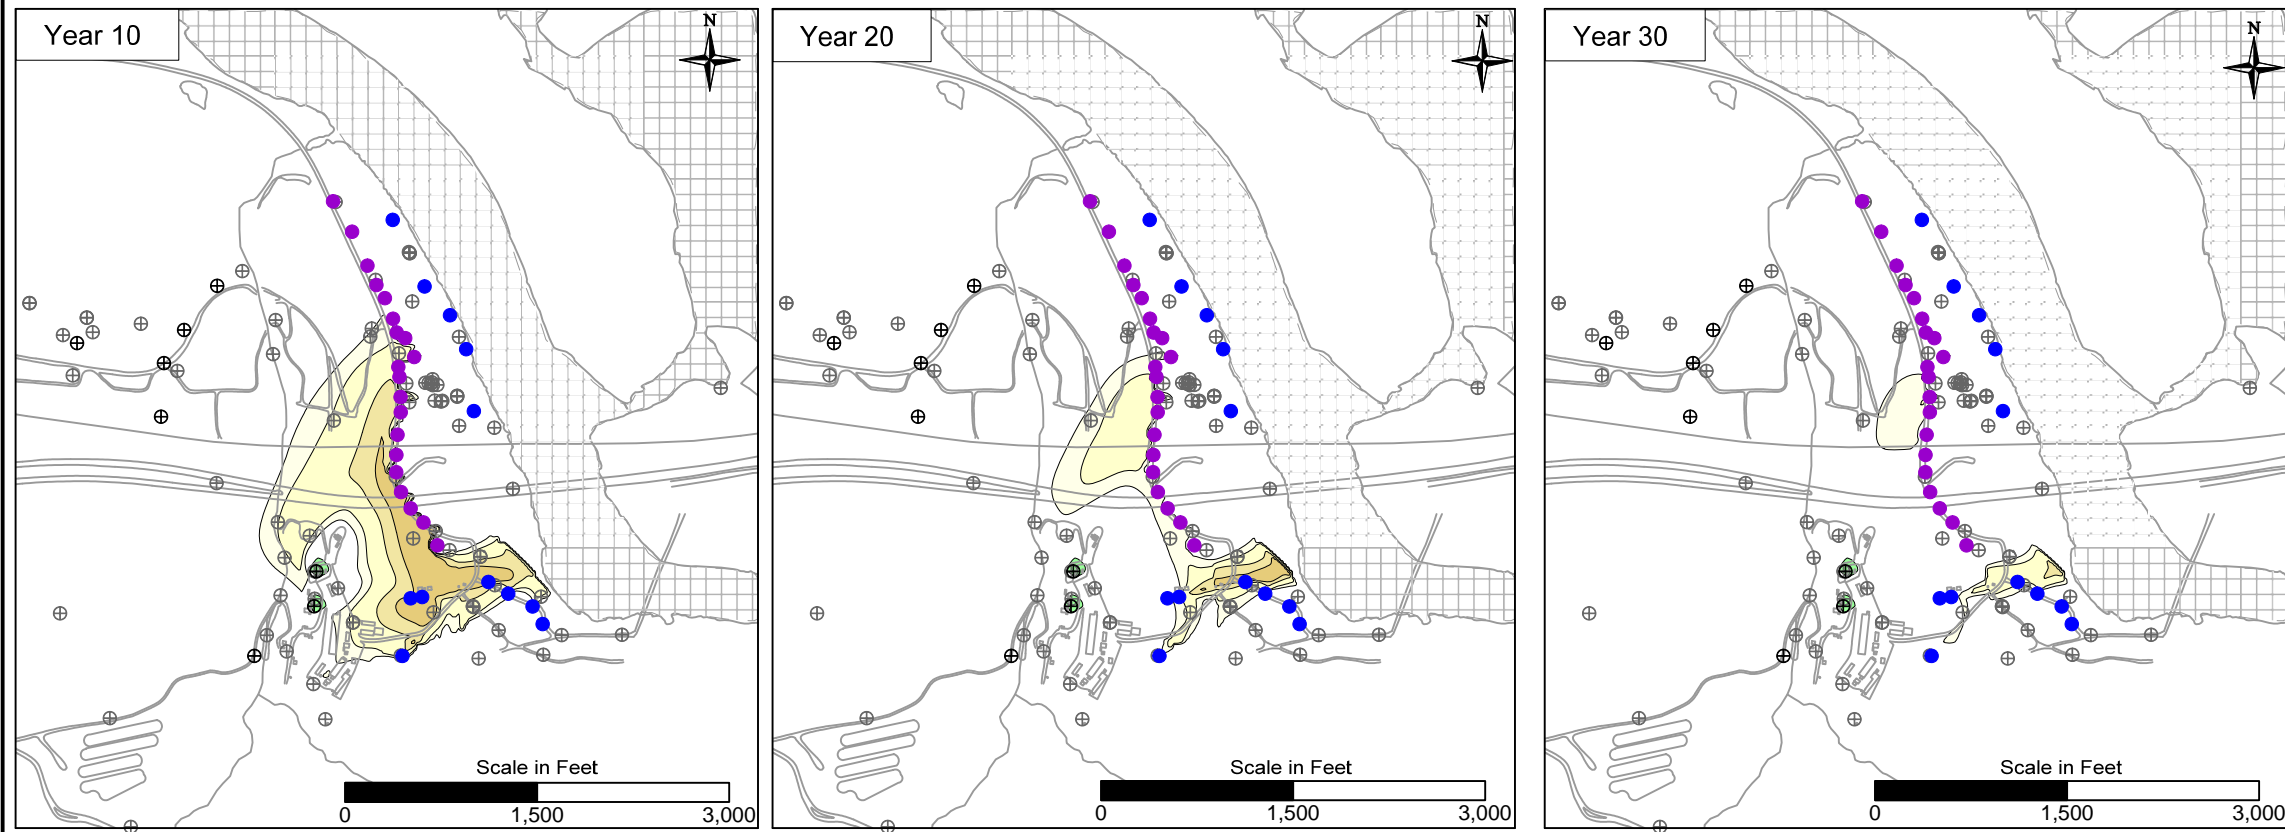 Year 10
N
Scale in Feet
0 1,500 3,000
Year 20
N
Scale in Feet
0 1,500 3,000
Year 30
N
Scale in Feet
0 1,500 3,000